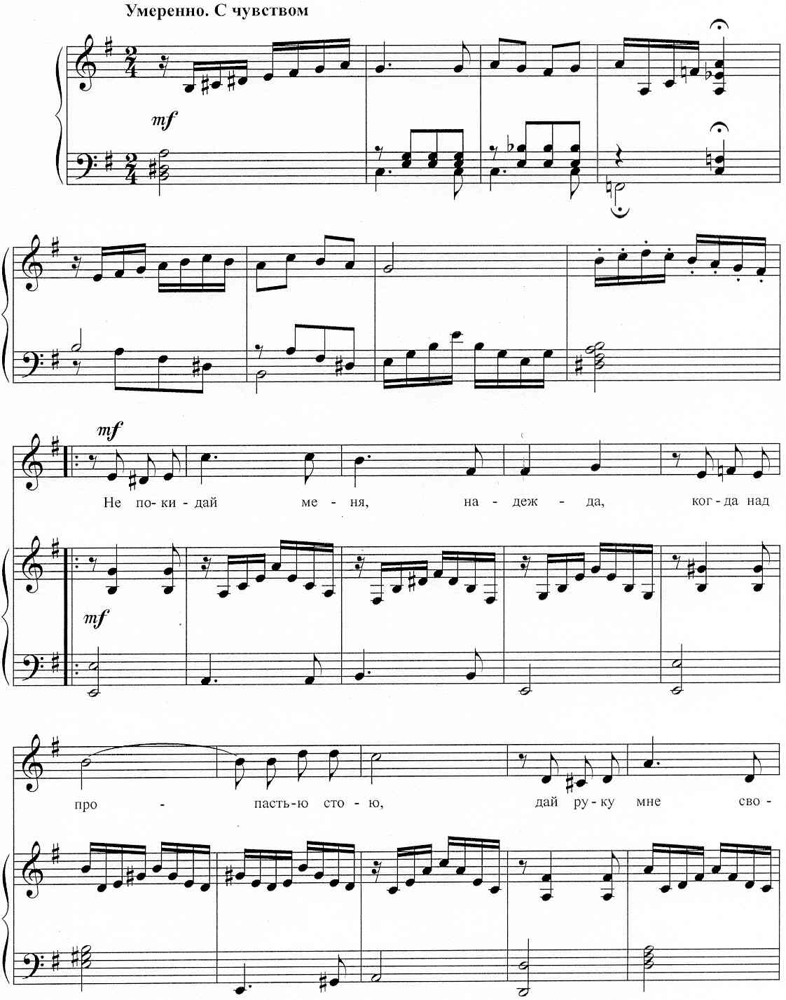 Умеренно. С чувством
mf
mf
Не по-ки-дай ме-ня, на-деж-да, ког-да над
mf
про-пасть-ю сто-ю, дай ру-ку мне сво-